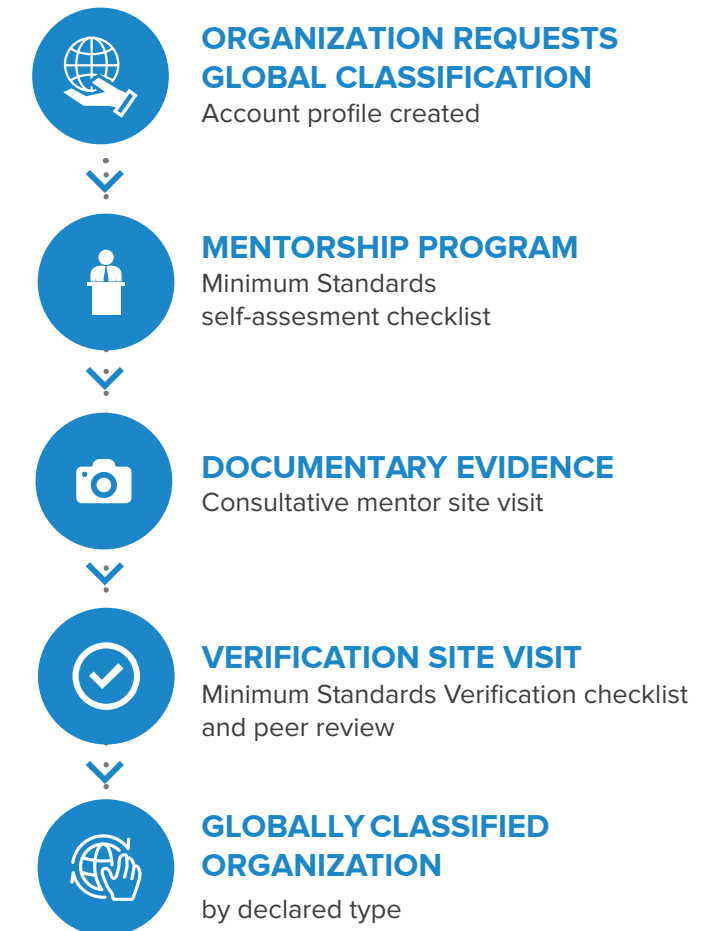 ORGANIZATION REQUESTS
GLOBAL CLASSIFICATION
Account profile created
MENTORSHIP PROGRAM
Minimum Standards
self-assesment checklist
DOCUMENTARY EVIDENCE
Consultative mentor site visit
VERIFICATION SITE VISIT
Minimum Standards Verification checklist
and peer review
GLOBALLY CLASSIFIED
ORGANIZATION
by declared type